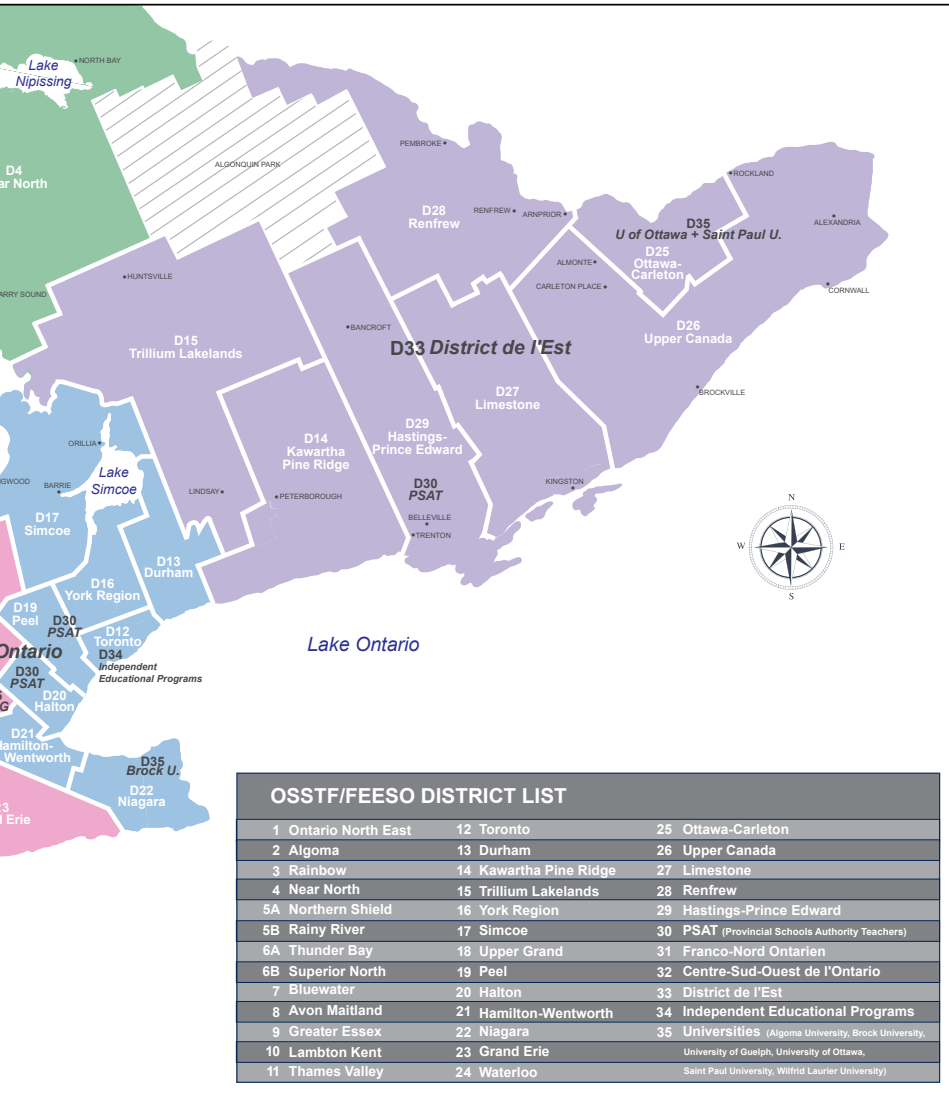 NORTH BAY
Lake
Nipissing
ALGONQUIN PARK
PEMBROKE
D4
ar North
D28
Renfrew
RENFREW
ARNPRIOR
ROCKLAND
D35
U of Ottawa + Saint Paul U.
ALEXANDRIA
D25
Ottawa-
Carleton
ALMONTE
CARLETON PLACE
CORNWALL
HUNTSVILLE
ARRY SOUND
BANCROFT
D15
Trillium Lakelands
D33 District de l'Est
D26
Upper Canada
BROCKVILLE
D27
Limestone
D29
Hastings-
Prince Edward
D14
Kawartha
Pine Ridge
ORILLIA
Lake
Simcoe
GWOOD
BARRIE
LINDSAY
PETERBOROUGH
D30
PSAT
KINGSTON
BELLEVILLE
TRENTON
D17
Simcoe
D13
Durham
D16
York Region
N
W
E
S
D19
Peel
D30
PSAT
D12
Toronto
D34
Independent
Educational Programs
Ontario
Lake Ontario
D30
PSAT
D20
Halton
G
D21
amilton-
Wentworth
D35
Brock U.
D22
Niagara
3
Erie
OSSTF/FEESO DISTRICT LIST
1 Ontario North East
2 Algoma
3 Rainbow
4 Near North
5A Northern Shield
5B Rainy River
6A Thunder Bay
6B Superior North
7 Bluewater
8 Avon Maitland
9 Greater Essex
10 Lambton Kent
11 Thames Valley
12 Toronto
13 Durham
14 Kawartha Pine Ridge
15 Trillium Lakelands
16 York Region
17 Simcoe
18 Upper Grand
19 Peel
20 Halton
21 Hamilton-Wentworth
22 Niagara
23 Grand Erie
24 Waterloo
25 Ottawa-Carleton
26 Upper Canada
27 Limestone
28 Renfrew
29 Hastings-Prince Edward
30 PSAT (Provincial Schools Authority Teachers)
31 Franco-Nord Ontarien
32 Centre-Sud-Ouest de l'Ontario
33 District de l'Est
34 Independent Educational Programs
35 Universities (Algoma University, Brock University,
University of Guelph, University of Ottawa,
Saint Paul University, Wilfrid Laurier University)